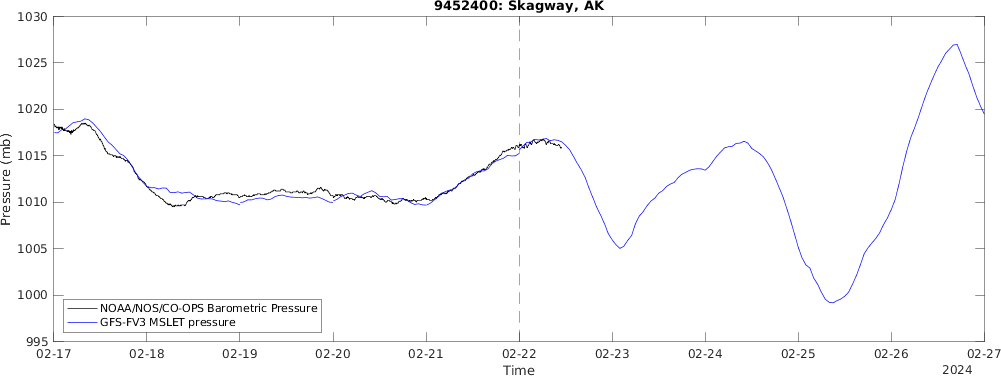 9452400: Skagway, AK
Pressure (mb)
1030
1025
1020
1015
1010
1005
1000
995
NOAA/NOS/CO-OPS Barometric Pressure
GFS-FV3 MSLET pressure
02-17 02-18 02-19 02-20 02-21 02-22 02-23 02-24 02-25 02-26 02-27
Time
2024